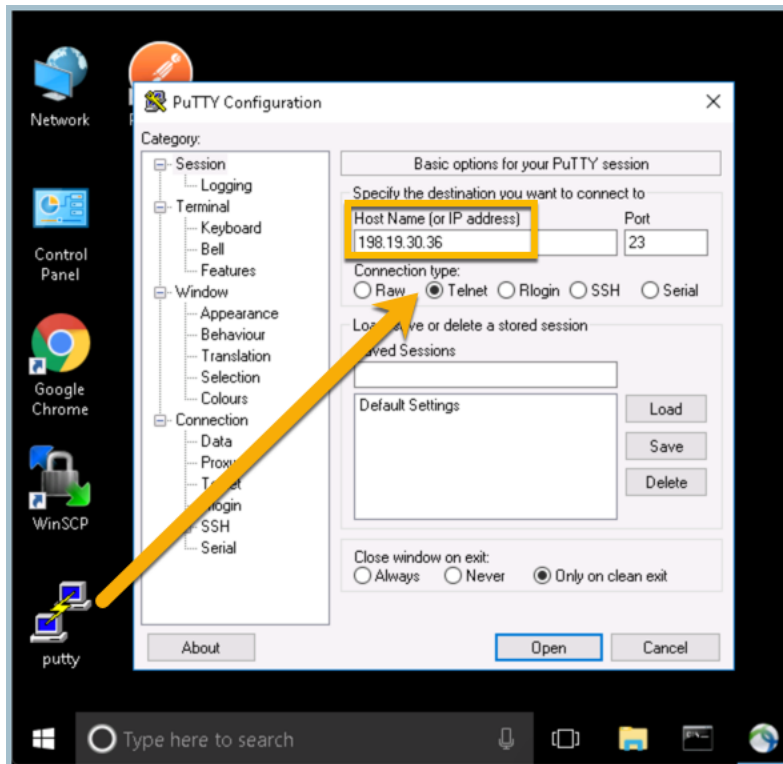 Network
PuTTY Configuration
Category:
Session
Logging
Terminal
Keyboard
Bell
Features
Window
Appearance
Behaviour
Translation
Selection
Colours
Connection
Data
SSH
Serial
Basic options for your PuTTY session
Specify the destination you want to connect to
Host Name (or IP address) Port
198.19.30.36 23
Connection type:
Raw Telnet Rlogin SSH Serial
or delete a stored session
Sessions
Default Settings
Load
Save
Delete
Close window on exit:
Always Never Only on clean exit
About Open Cancel
Control
Panel
Google
Chrome
WinSCP
putty
Type here to search